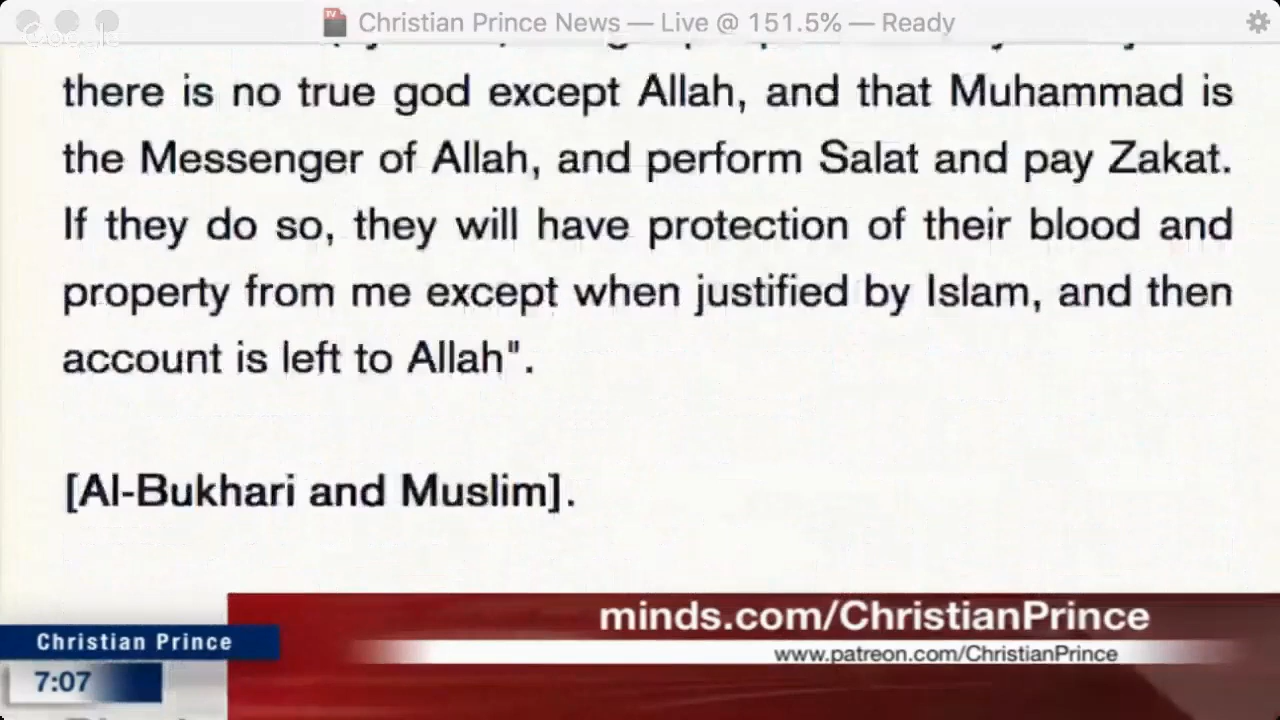 Christian Prince News — Live @ 151.5% — Ready
Google
there is no true god except Allah, and that Muhammad is
the Messenger of Allah, and perform Salat and pay Zakat.
If they do so, they will have protection of their blood and
property from me except when justified by Islam, and then
account is left to Allah".
[Al-Bukhari and Muslim].
minds.com/ChristianPrince
Christian Prince
www.patreon.com/ChristianPrince
7:07